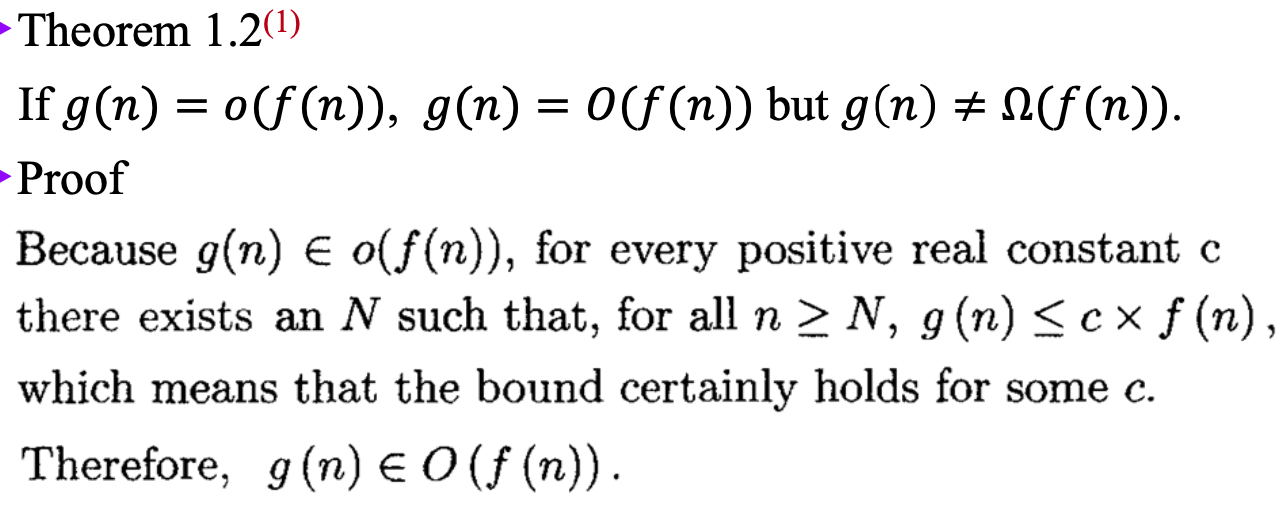 Theorem 1.2(1)
If g(n) = o(f(n)), g(n) = O(f(n)) but g(n) ≠ Ω(f(n)).
Proof
Because g(n) ∈ o(f(n)), for every positive real constant c
there exists an N such that, for all n ≥ N, g(n) ≤ c × f(n),
which means that the bound certainly holds for some c.
Therefore, g(n) ∈ O(f(n)).